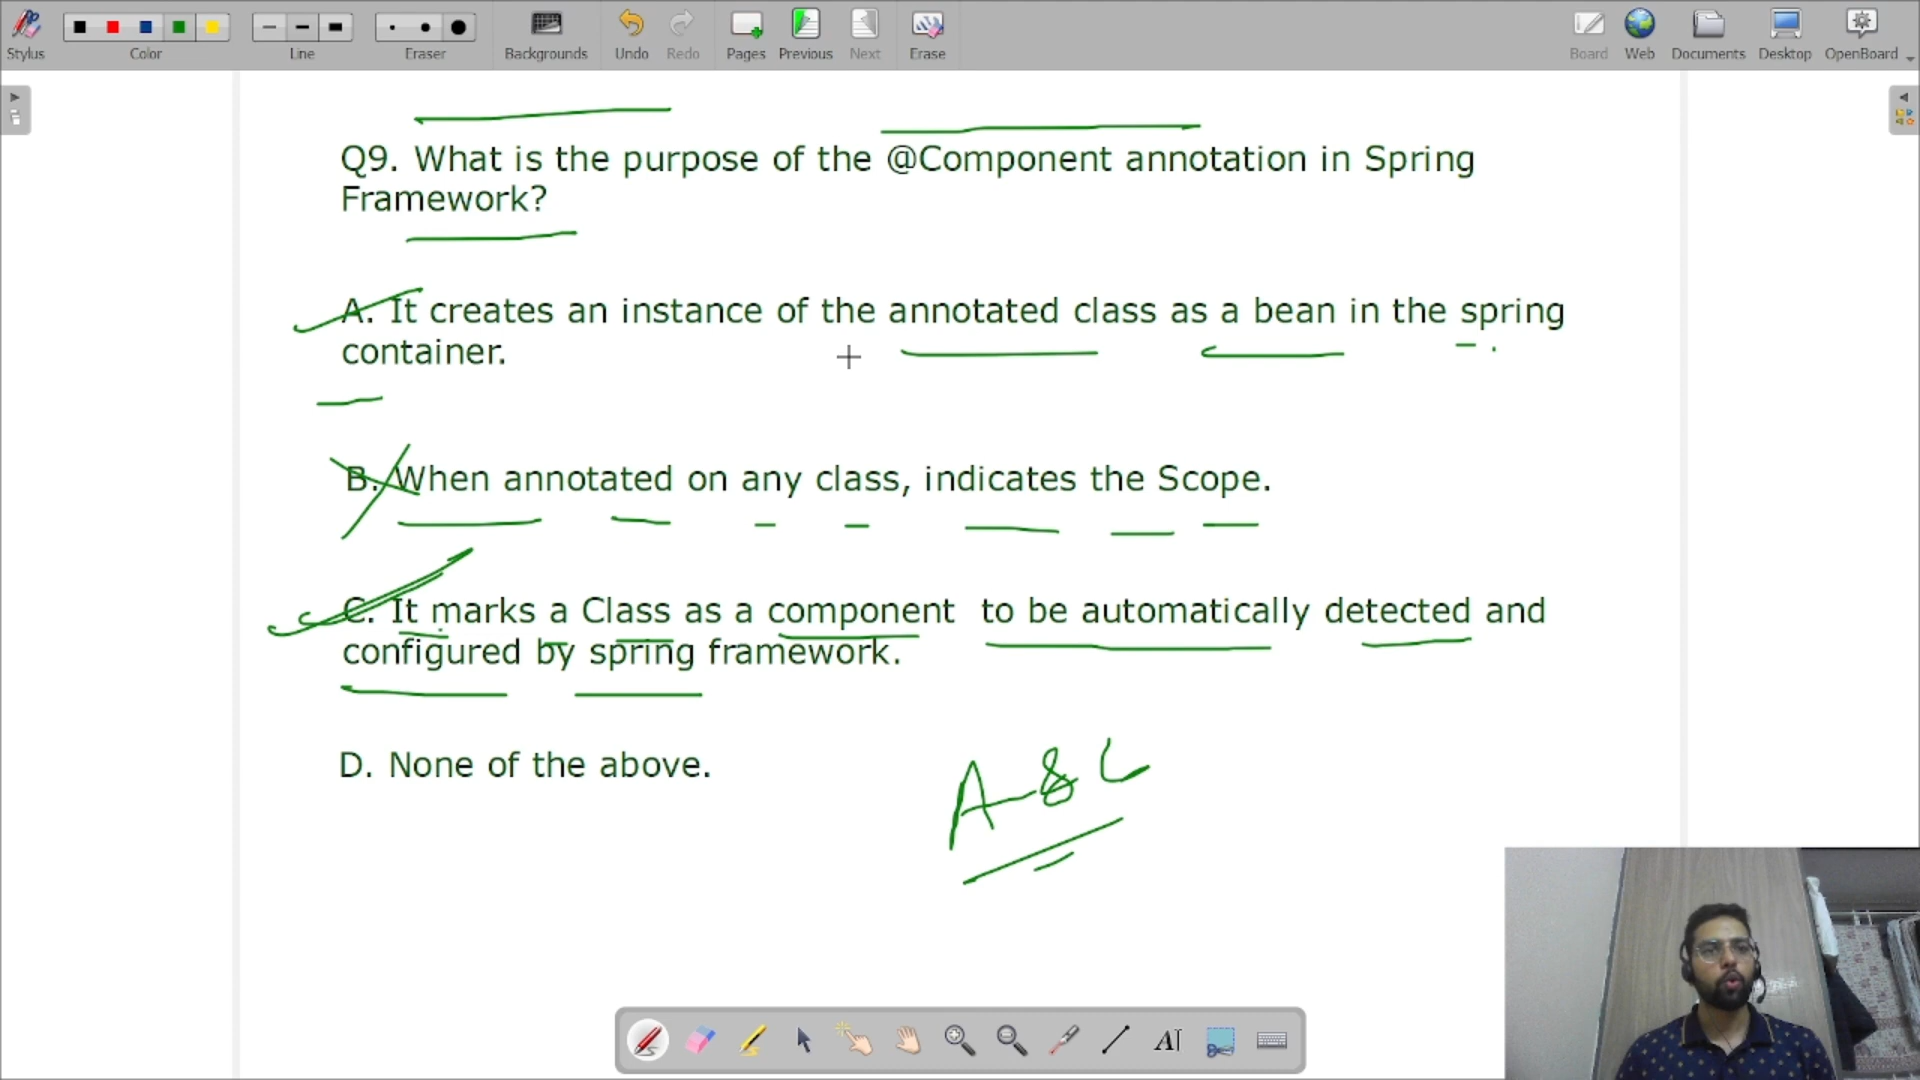 Stylus
Color
Line
Eraser
Backgrounds
Undo
Redo
Pages
Previous
Next
Erase
Board
Web
Documents
Desktop
OpenBoard
Q9. What is the purpose of the @Component annotation in Spring
Framework?
A. It creates an instance of the annotated class as a bean in the spring
container.
B. When annotated on any class, indicates the Scope.
C. It marks a Class as a component to be automatically detected and
configured by spring framework.
D. None of the above.
A & C
AI